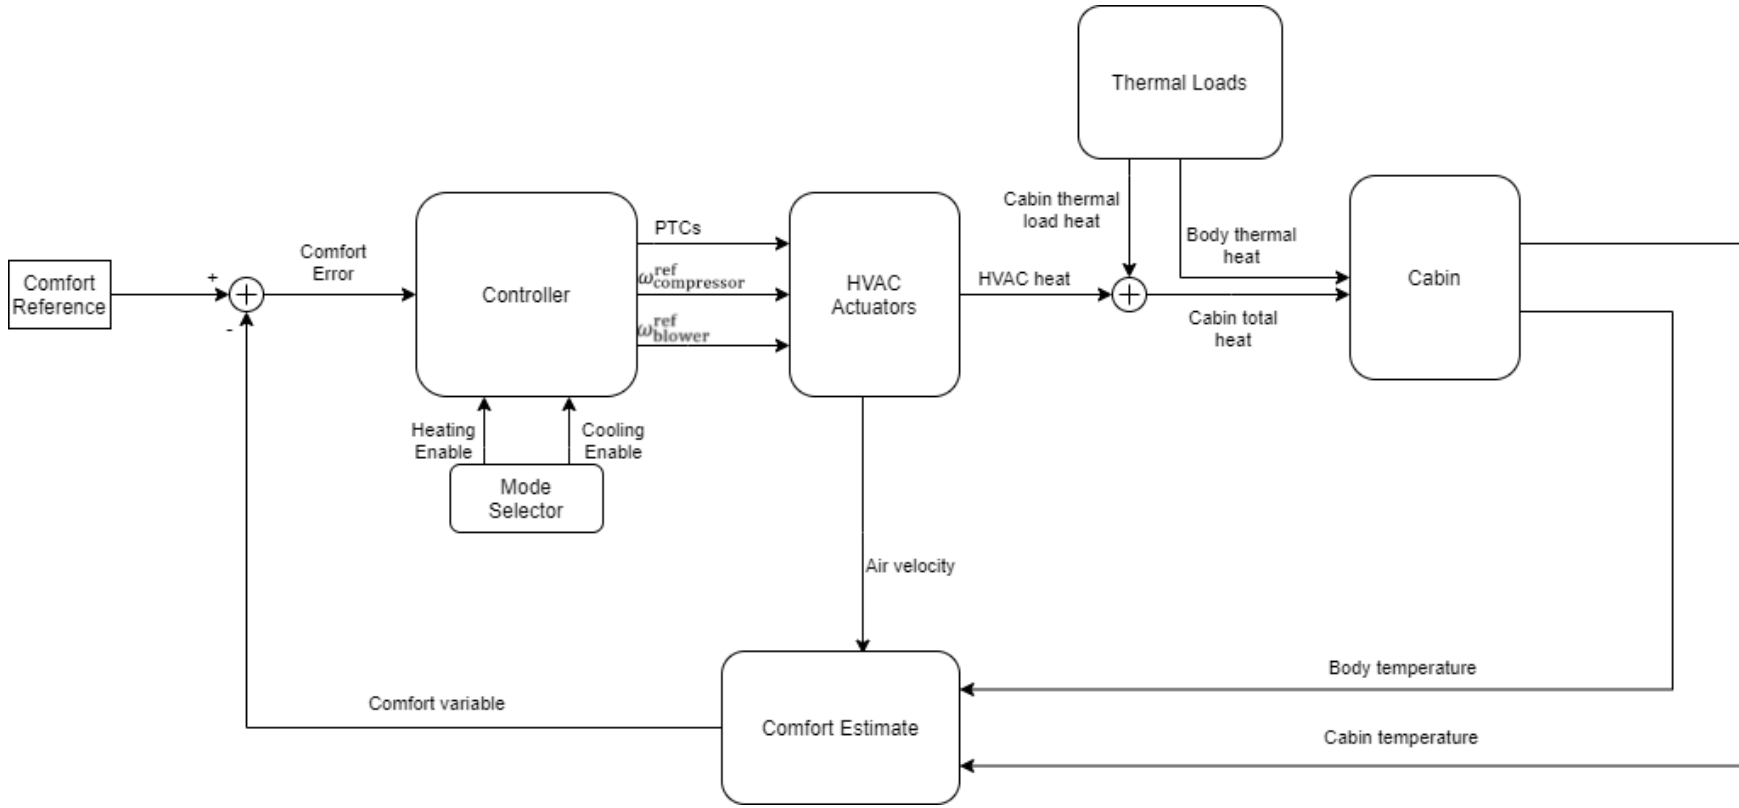 Thermal Loads
Cabin thermal
load heat
Body thermal
heat
Cabin
Comfort
Reference
+
-
Comfort
Error
Controller
PTCs
ω^ref_compressor
ω^ref_blower
HVAC
Actuators
HVAC heat
Cabin total
heat
Heating
Enable
Cooling
Enable
Mode
Selector
Air velocity
Body temperature
Comfort variable
Comfort Estimate
Cabin temperature